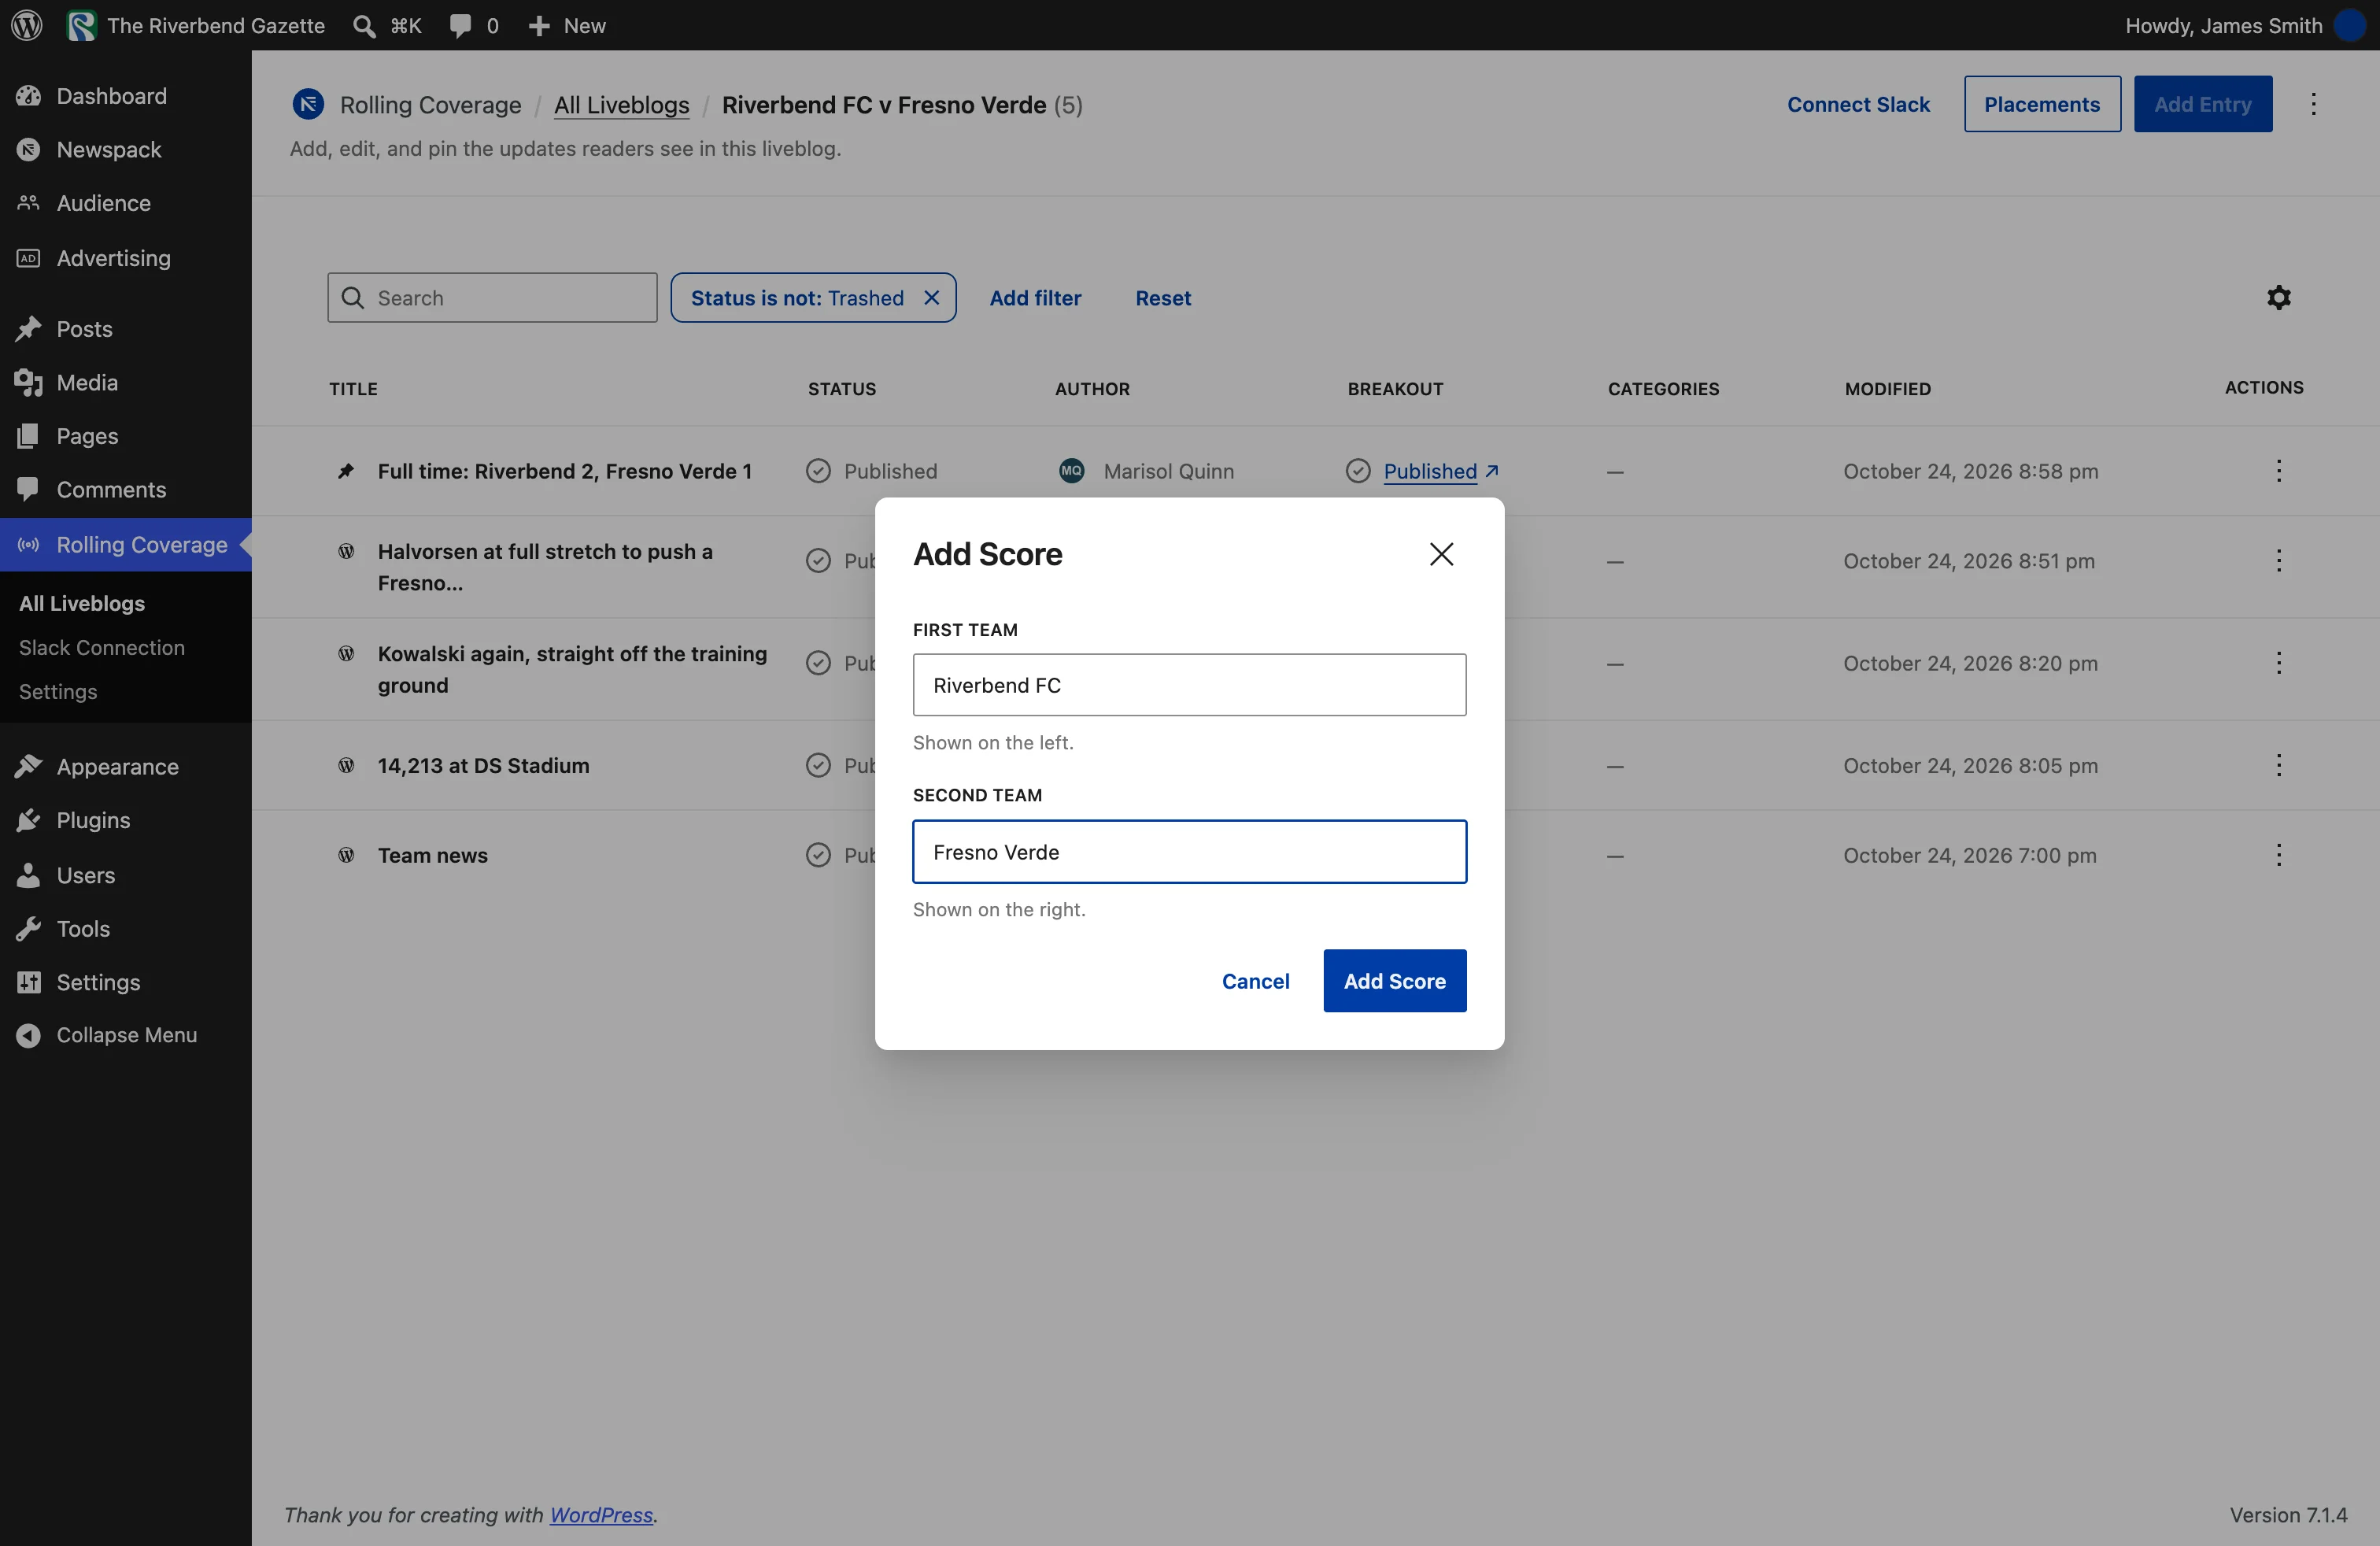 The Riverbend Gazette ⌘K 0 New Howdy, James Smith
Dashboard
Newspack
Audience
AD Advertising
Posts
Media
Pages
Comments
Rolling Coverage
All Liveblogs
Slack Connection
Settings
Appearance
Plugins
Users
Tools
Settings
Collapse Menu
Rolling Coverage / All Liveblogs / Riverbend FC v Fresno Verde (5)
Connect Slack Placements Add Entry
Add, edit, and pin the updates readers see in this liveblog.
Search Status is not: Trashed Add filter Reset
TITLE STATUS AUTHOR BREAKOUT CATEGORIES MODIFIED ACTIONS
Full time: Riverbend 2, Fresno Verde 1 Published MQ Marisol Quinn Published ↗ — October 24, 2026 8:58 pm
Halvorsen at full stretch to push a
Fresno...
Pub — October 24, 2026 8:51 pm
Kowalski again, straight off the training
ground
Pub — October 24, 2026 8:20 pm
14,213 at DS Stadium Pub — October 24, 2026 8:05 pm
Team news Pub — October 24, 2026 7:00 pm
Add Score
FIRST TEAM
Riverbend FC
Shown on the left.
SECOND TEAM
Fresno Verde
Shown on the right.
Cancel Add Score
Thank you for creating with WordPress.
Version 7.1.4